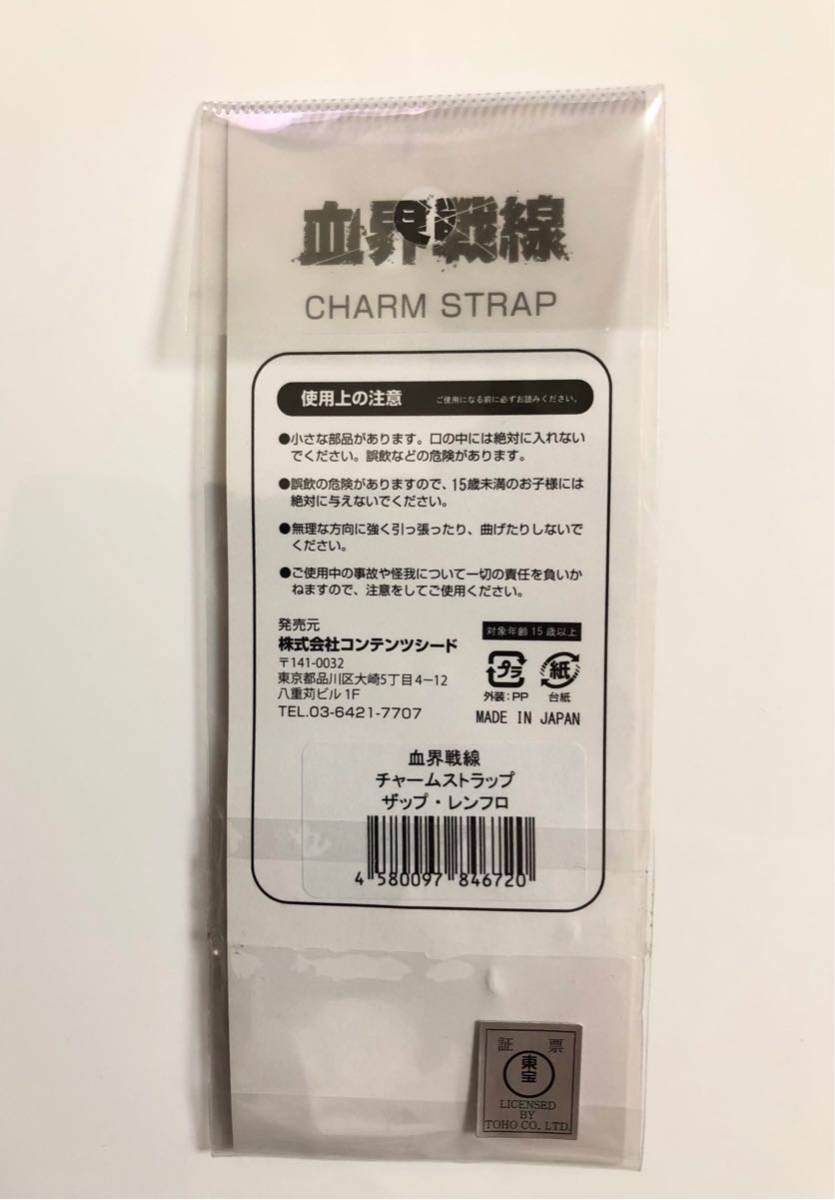 血界戦線
CHARM STRAP
使用上の注意 ご使用になる前に必ずお読みください。
●小さな部品があります。口の中には絶対に入れない
でください。誤飲などの危険があります。
●誤飲の危険がありますので、15歳未満のお子様には
絶対に与えないでください。
●無理な方向に強く引っ張ったり、曲げたりしないで
ください。
●ご使用中の事故や怪我について一切の責任を負いか
ねますので、注意をしてご使用ください。
発売元
株式会社コンテンツシード
〒141-0032
東京都品川区大崎5丁目4−12
八重苅ビル 1F
TEL.03-6421-7707
対象年齢15歳以上
プラ 紙
外装:PP 台紙
MADE IN JAPAN
血界戦線
チャームストラップ
ザップ・レンフロ
4 580097 846720
証 票
東宝
LICENSED
BY
TOHO CO., LTD.